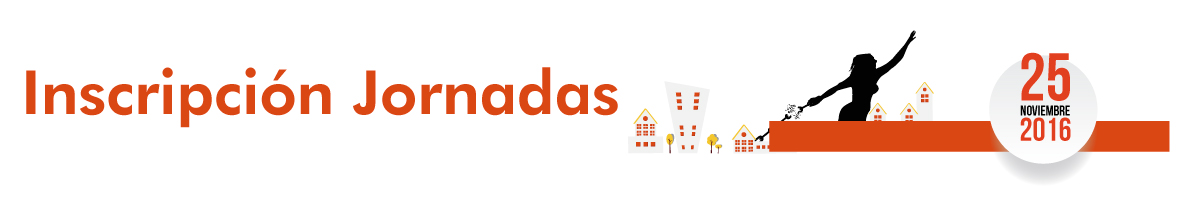 Inscripción Jornadas
25
NOVIEMBRE
2016